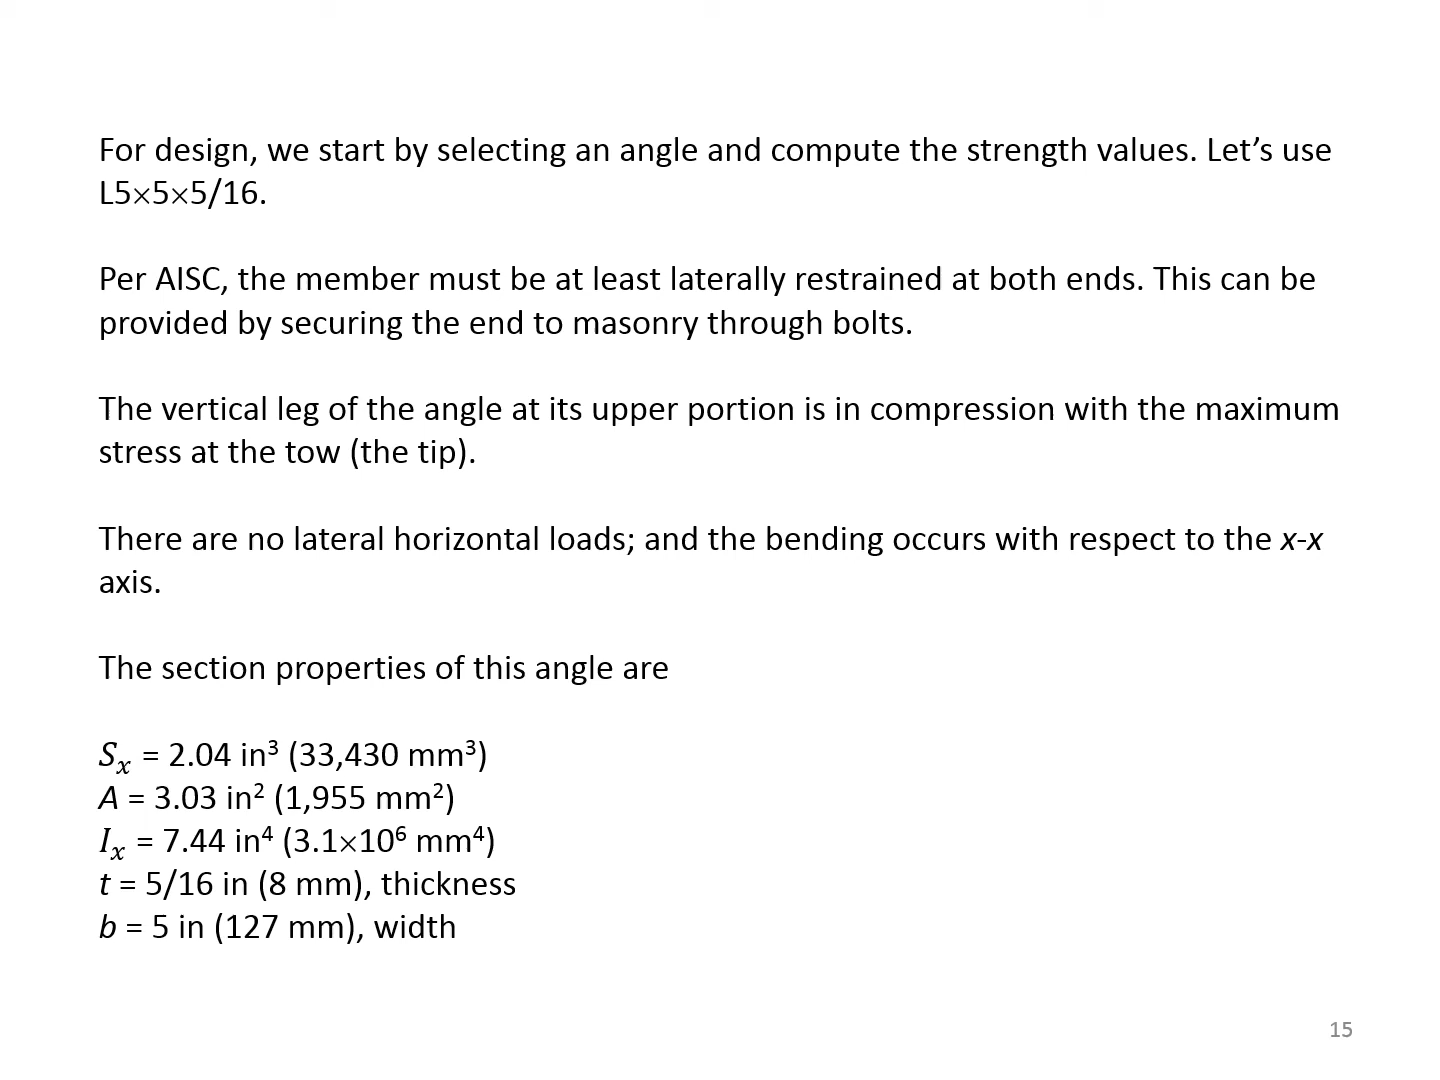 For design, we start by selecting an angle and compute the strength values. Let’s use
L5×5×5/16.
Per AISC, the member must be at least laterally restrained at both ends. This can be
provided by securing the end to masonry through bolts.
The vertical leg of the angle at its upper portion is in compression with the maximum
stress at the tow (the tip).
There are no lateral horizontal loads; and the bending occurs with respect to the x-x
axis.
The section properties of this angle are
Sₓ = 2.04 in³ (33,430 mm³)
A = 3.03 in² (1,955 mm²)
Iₓ = 7.44 in⁴ (3.1×10⁶ mm⁴)
t = 5/16 in (8 mm), thickness
b = 5 in (127 mm), width
15